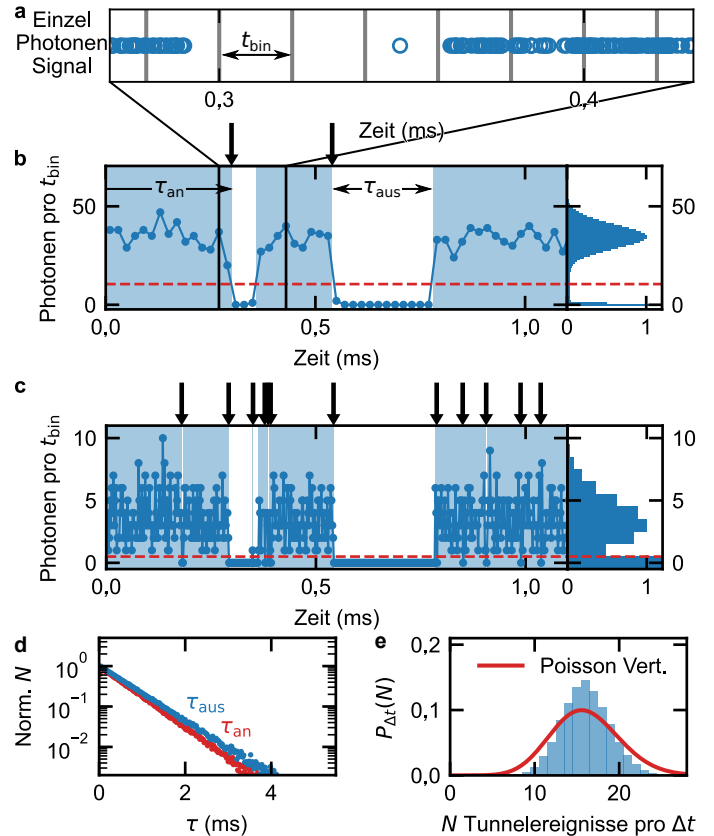 a
Einzel
Photonen
Signal
t_bin
0,3
0,4
Zeit (ms)
b
Photonen pro t_bin
50
0
τ_an
τ_aus
50
0
0,0
0,5
1,0
0
1
Zeit (ms)
c
Photonen pro t_bin
10
5
0
10
5
0
0,0
0,5
1,0
0
1
Zeit (ms)
d
Norm. N
10⁰
10⁻¹
10⁻²
τ_aus
τ_an
0
2
4
τ (ms)
e
P_Δt(N)
0,2
0,1
0,0
Poisson Vert.
0
10
20
N Tunnelereignisse pro Δt